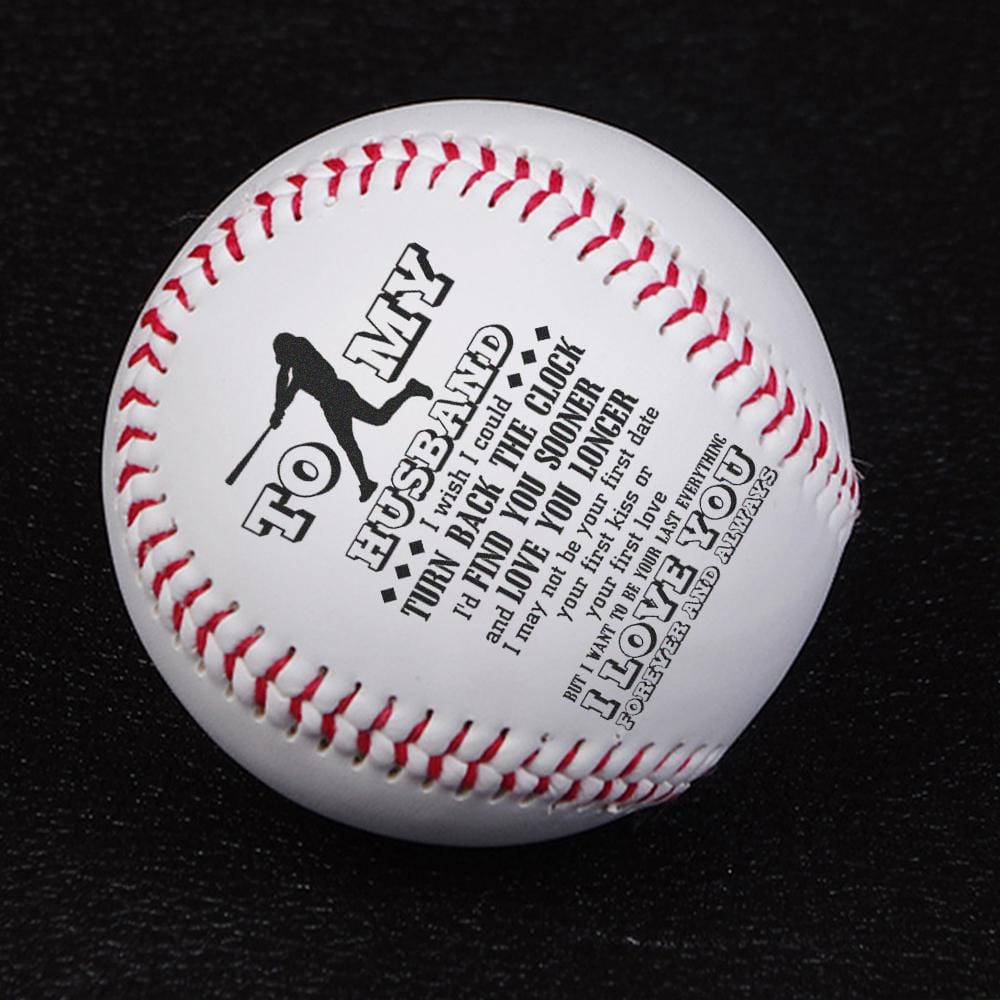 TO MY
HUSBAND
I wish I could
TURN BACK THE CLOCK
I'd FIND YOU SOONER
and LOVE YOU LONGER
I may not be your first date
your first kiss or
your first love
BUT I WANT TO BE YOUR LAST EVERYTHING
I LOVE YOU
FOREVER AND ALWAYS